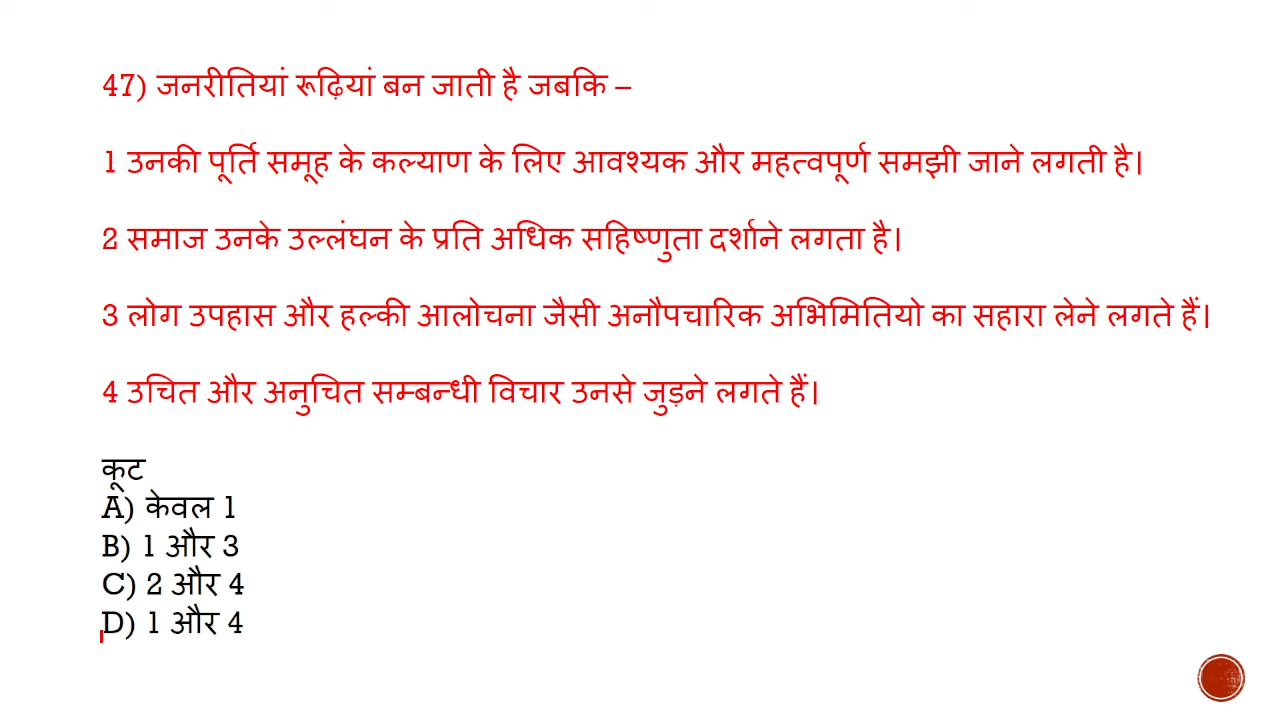 47) जनरीतियां रूढ़ियां बन जाती है जबकि –
1 उनकी पूर्ति समूह के कल्याण के लिए आवश्यक और महत्वपूर्ण समझी जाने लगती है।
2 समाज उनके उल्लंघन के प्रति अधिक सहिष्णुता दर्शाने लगता है।
3 लोग उपहास और हल्की आलोचना जैसी अनौपचारिक अभिमितियो का सहारा लेने लगते हैं।
4 उचित और अनुचित सम्बन्धी विचार उनसे जुड़ने लगते हैं।
कूट
A) केवल 1
B) 1 और 3
C) 2 और 4
D) 1 और 4